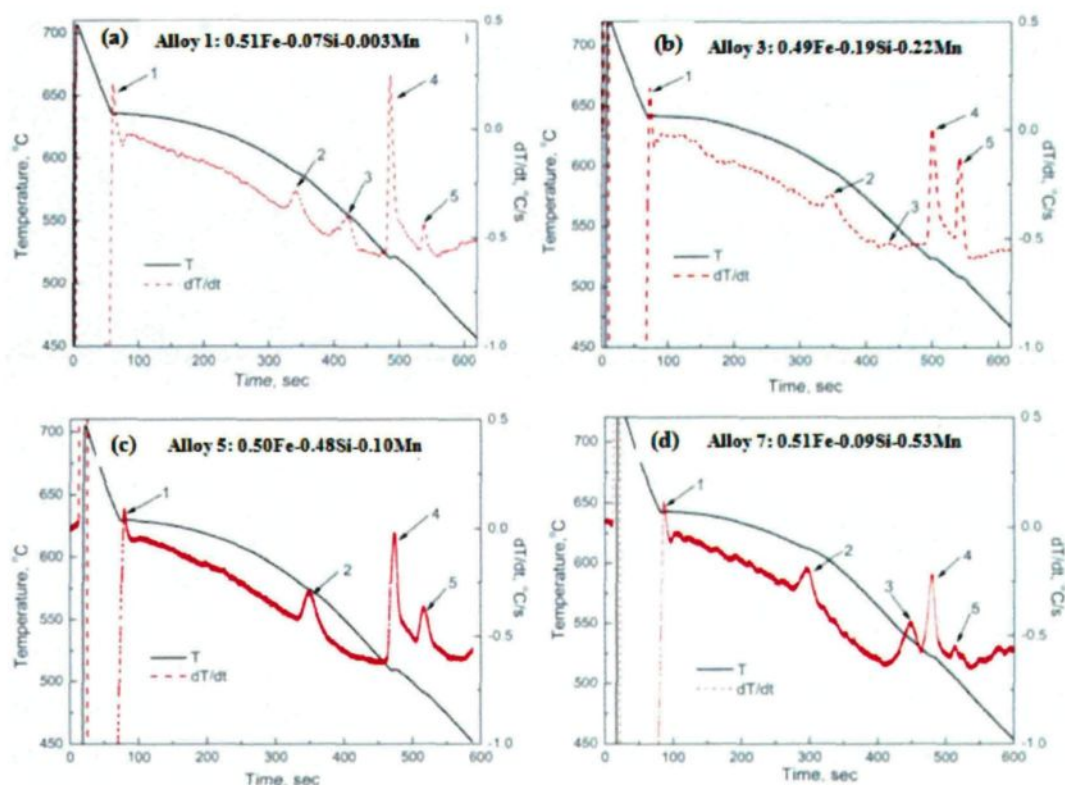 (a) Alloy 1: 0.51Fe-0.07Si-0.003Mn )
700
650
600
550
500
450
Temperature, °C
0.5
0.0
-0.5
-1.0
dT/dt, °C/s
1
2
3
4
5
T
dT/dt
0 100 200 300 400 500 600
Time, sec
(b) Alloy 3: 0.49Fe-0.19Si-0.22Mn
700
650
600
550
500
450
Temperature, °C
0.5
0.0
-0.5
-1.0
dT/dt, °C/s
1
2
3
4
5
T
dT/dt
0 100 200 300 400 500 600
Time, sec
(c) Alloy 5: 0.50Fe-0.48Si-0.10Mn
700
650
600
550
500
450
Temperature, °C
0.5
0.0
-0.5
-1.0
dT/dt, °C/s
1
2
4
5
T
dT/dt
0 100 200 300 400 500 600
Time, sec
(d) Alloy 7: 0.51Fe-0.09Si-0.53Mn
700
650
600
550
500
450
Temperature, °C
0.5
0.0
-0.5
-1.0
dT/dt, °C/s
1
2
3
4
5
T
dT/dt
0 100 200 300 400 500 600
Time, sec